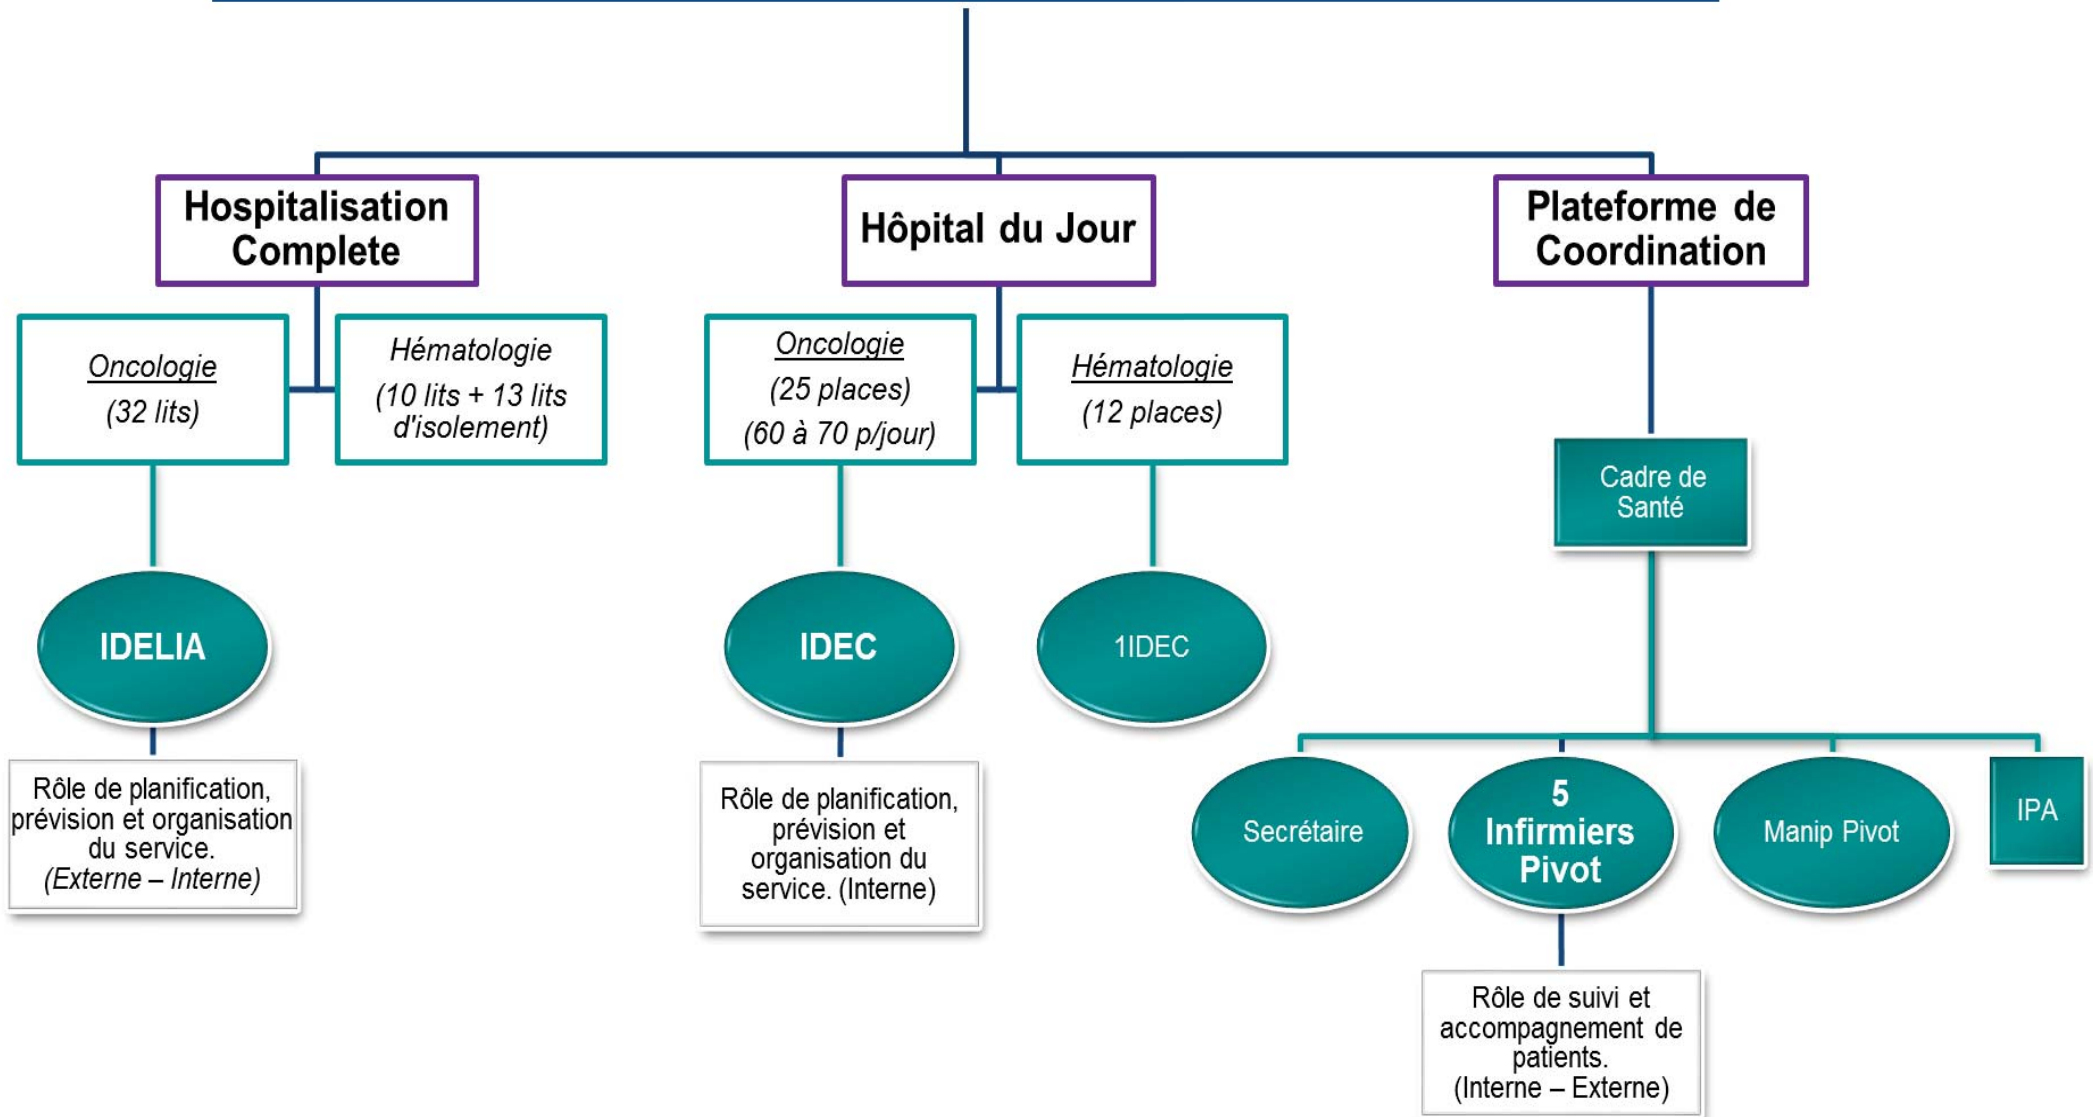 Hospitalisation
Complete
Hôpital du Jour
Plateforme de
Coordination
Oncologie
(32 lits)
Hématologie
(10 lits + 13 lits
d'isolement)
Oncologie
(25 places)
(60 à 70 p/jour)
Hématologie
(12 places)
Cadre de
Santé
IDELIA
IDEC
1IDEC
Rôle de planification,
prévision et organisation
du service.
(Externe – Interne)
Rôle de planification,
prévision et
organisation du
service. (Interne)
Secrétaire
5
Infirmiers
Pivot
Manip Pivot
IPA
Rôle de suivi et
accompagnement de
patients.
(Interne – Externe)